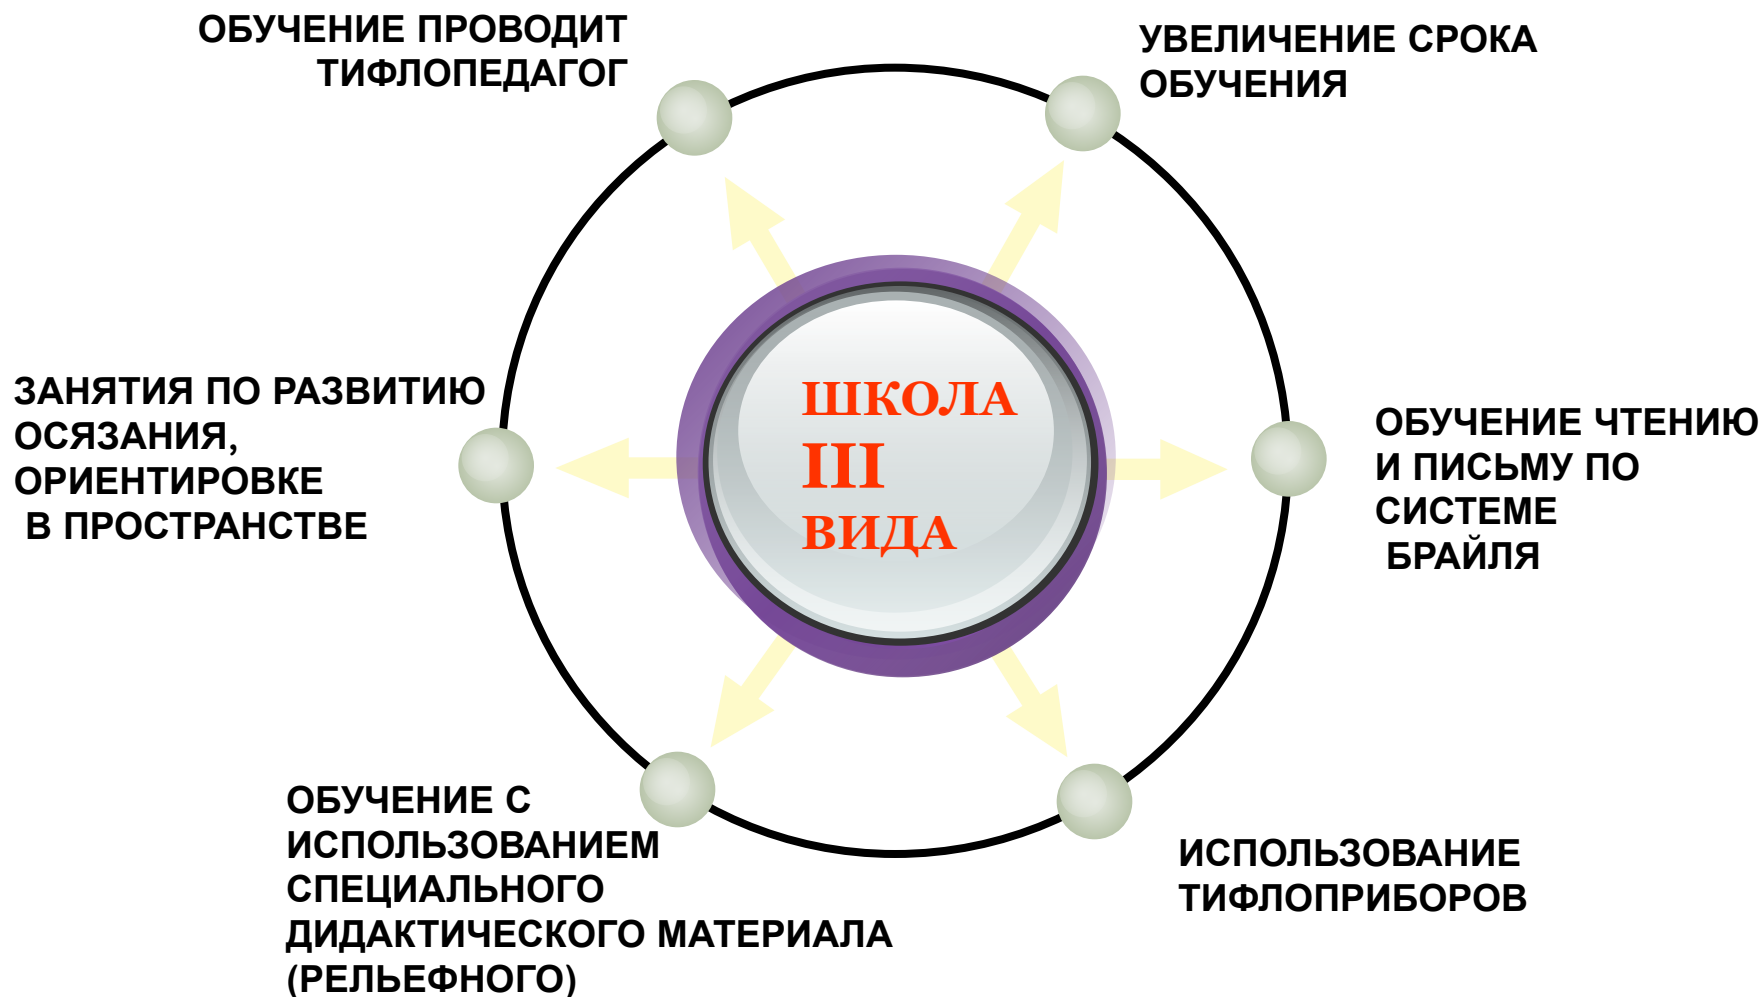 ОБУЧЕНИЕ ПРОВОДИТ
ТИФЛОПЕДАГОГ
УВЕЛИЧЕНИЕ СРОКА
ОБУЧЕНИЯ
ЗАНЯТИЯ ПО РАЗВИТИЮ
ОСЯЗАНИЯ,
ОРИЕНТИРОВКЕ
В ПРОСТРАНСТВЕ
ШКОЛА
III
ВИДА
ОБУЧЕНИЕ ЧТЕНИЮ
И ПИСЬМУ ПО
СИСТЕМЕ
БРАЙЛЯ
ОБУЧЕНИЕ С
ИСПОЛЬЗОВАНИЕМ
СПЕЦИАЛЬНОГО
ДИДАКТИЧЕСКОГО МАТЕРИАЛА
(РЕЛЬЕФНОГО)
ИСПОЛЬЗОВАНИЕ
ТИФЛОПРИБОРОВ